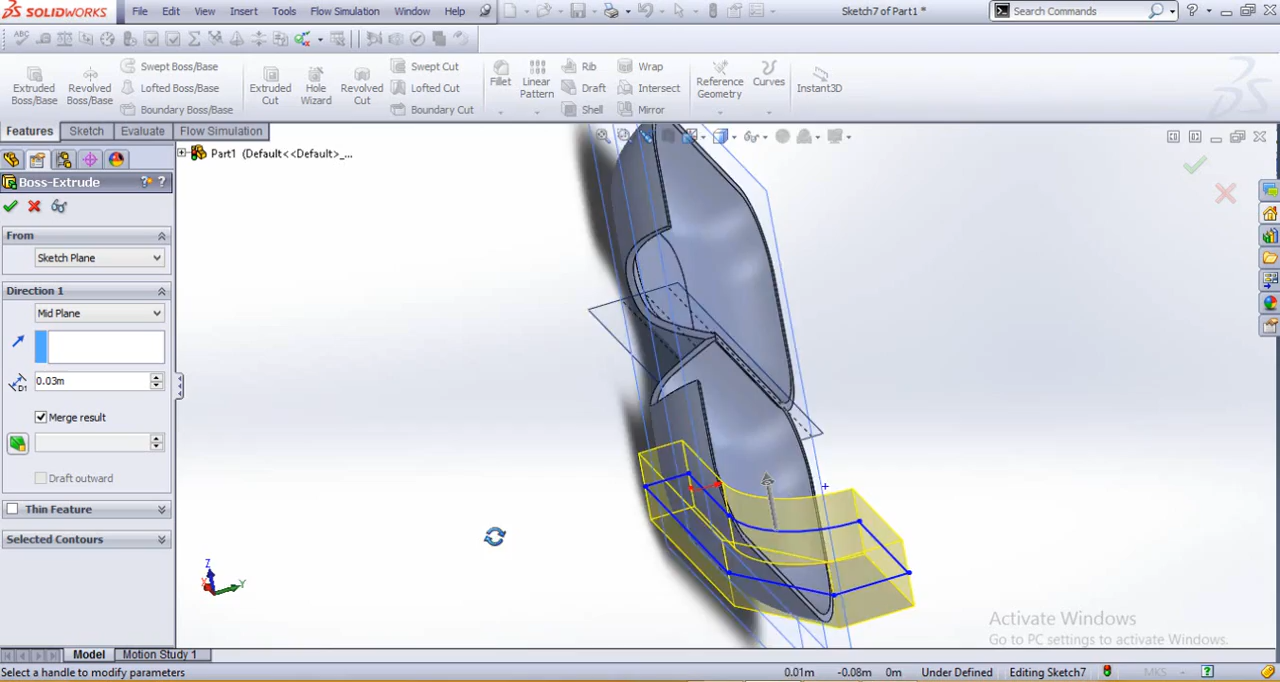 SOLIDWORKS File Edit View Insert Tools Flow Simulation Window Help Sketch7 of Part1 * Search Commands
Extruded Boss/Base Revolved Boss/Base Swept Boss/Base Lofted Boss/Base Boundary Boss/Base Extruded Cut Hole Wizard Revolved Cut Swept Cut Lofted Cut Boundary Cut Fillet Linear Pattern Rib Draft Shell Wrap Intersect Mirror Reference Geometry Curves Instant3D
Features Sketch Evaluate Flow Simulation
Part1 (Default<<Default>_...
Boss-Extrude
From
Sketch Plane
Direction 1
Mid Plane
D1 0.03m
Merge result
Draft outward
Thin Feature
Selected Contours
Z
X Y
Activate Windows
Go to PC settings to activate Windows.
Model Motion Study 1
Select a handle to modify parameters 0.01m -0.08m 0m Under Defined Editing Sketch7 MKS